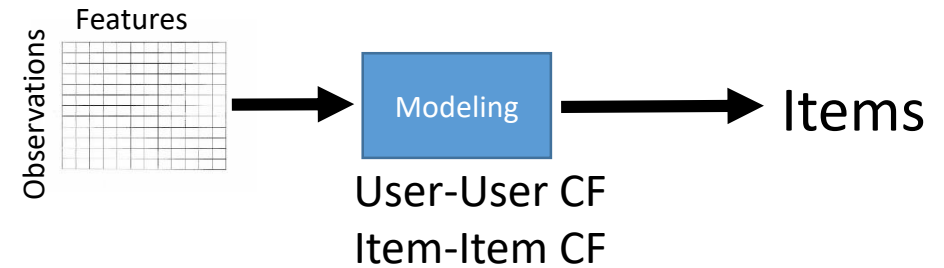 Features
Observations
Modeling
Items
User-User CF
Item-Item CF